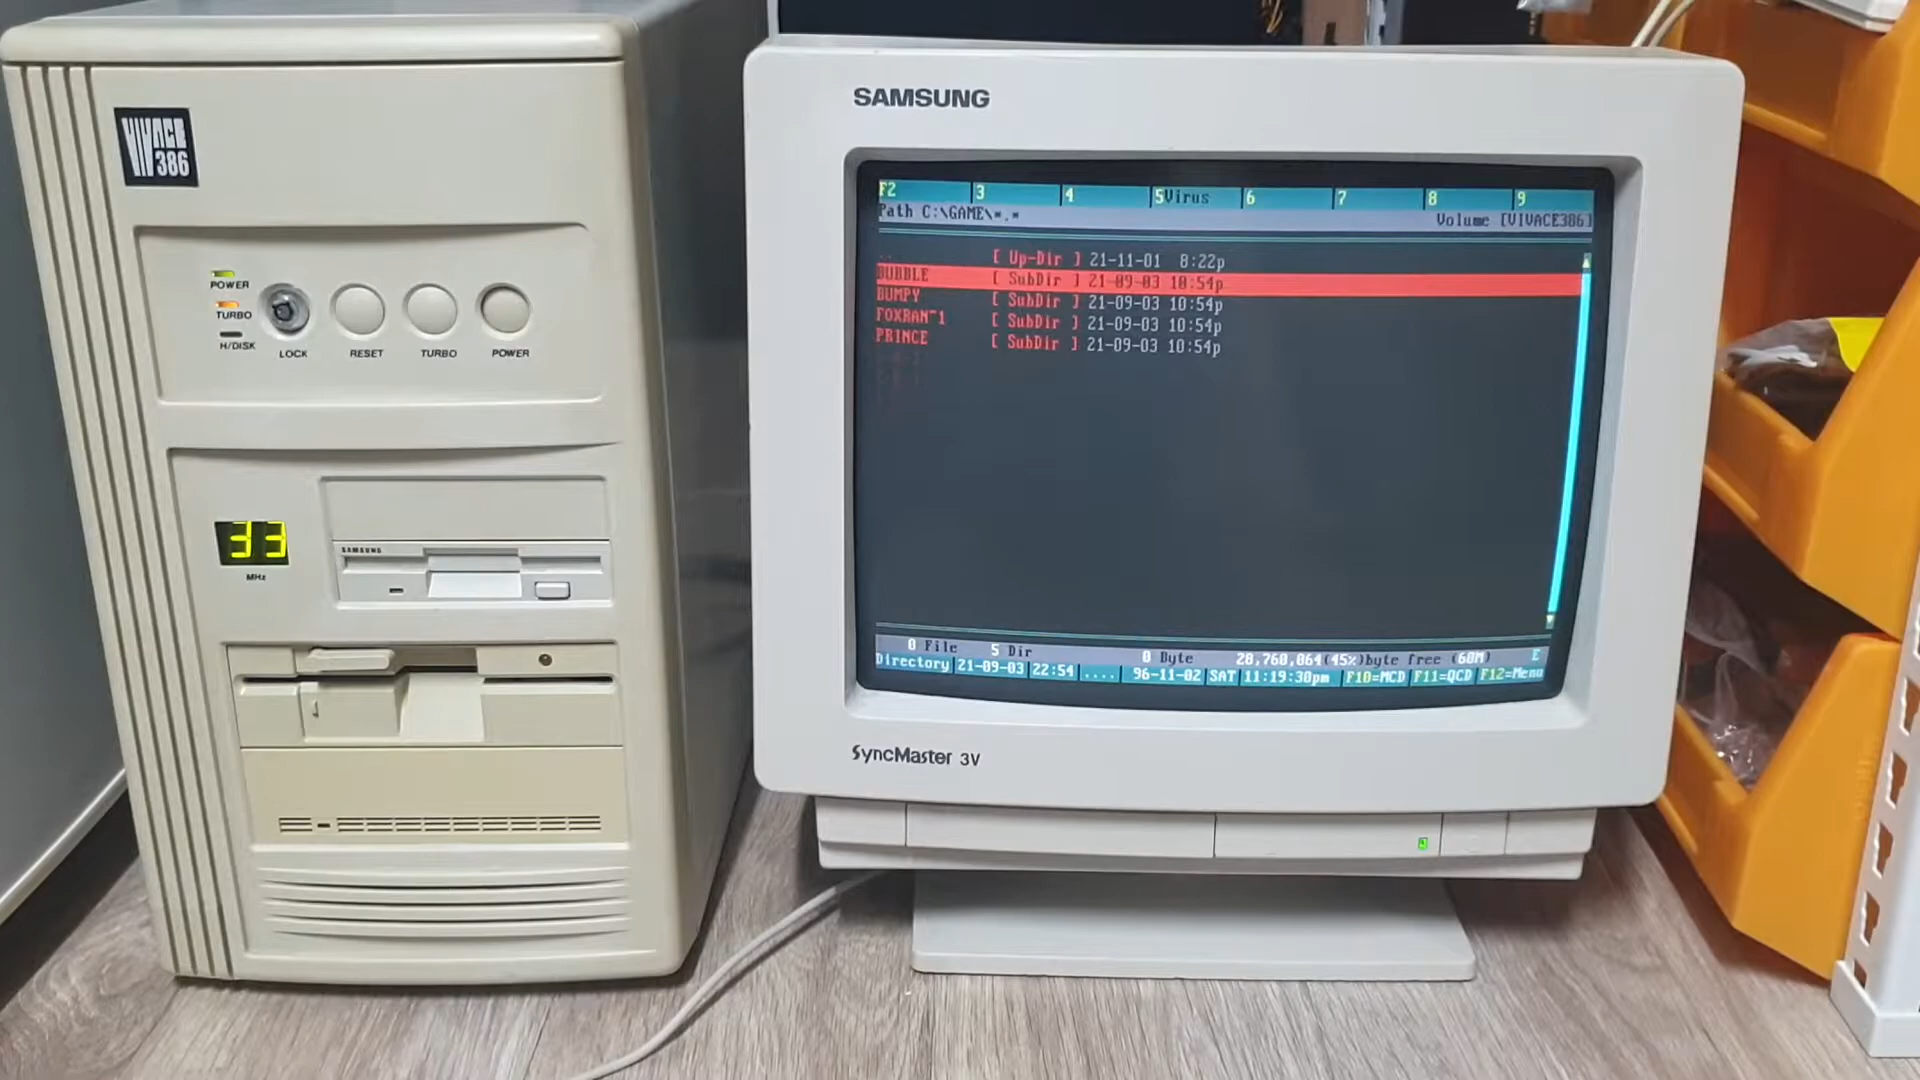 VIVACE
386
POWER
TURBO
H/DISK
LOCK RESET TURBO POWER
33
MHz
SAMSUNG
SAMSUNG
F2 3 4 5Virus 6 7 8 9
Path C:\GAME\*.* Volume [VIVACE386]
.. [ Up-Dir ] 21-11-01 8:22p
BUBBLE [ SubDir ] 21-09-03 10:54p
BUMPY [ SubDir ] 21-09-03 10:54p
FOXRAN~1 [ SubDir ] 21-09-03 10:54p
PRINCE [ SubDir ] 21-09-03 10:54p
0 File 5 Dir 0 Byte 28,760,064(45%)byte free (60M) E
Directory 21-09-03 22:54 .... 96-11-02 SAT 11:19:30pm F10=MCD F11=QCD F12=Menu
SyncMaster 3V